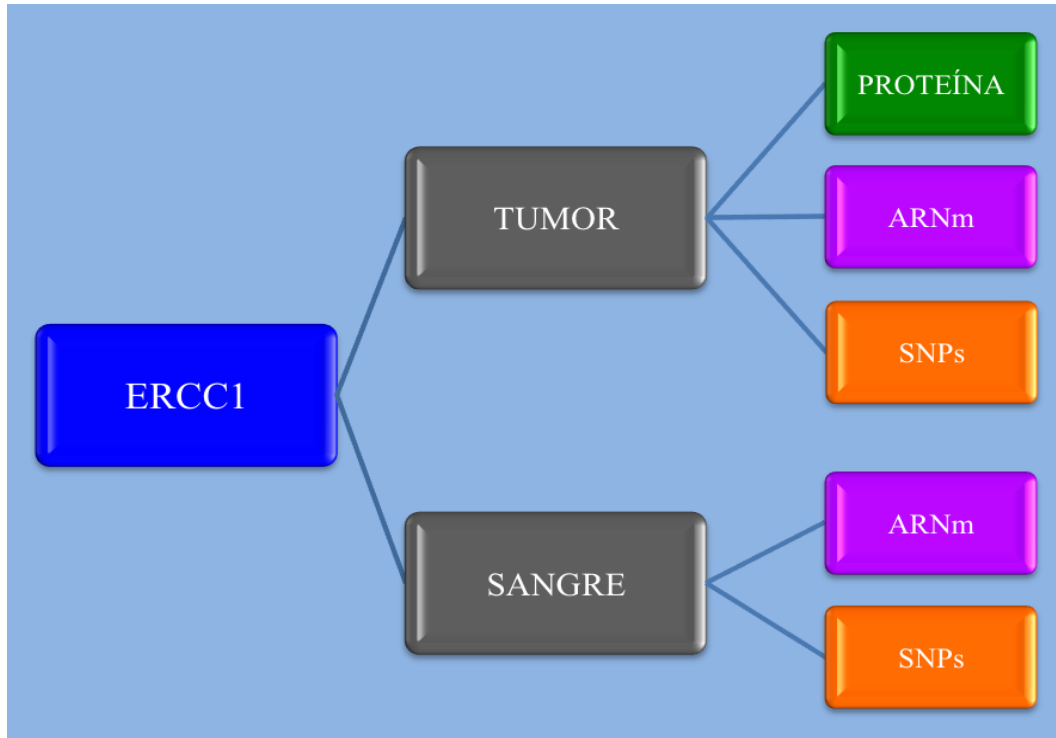 ERCC1
TUMOR
PROTEÍNA
ARNm
SNPs
SANGRE
ARNm
SNPs